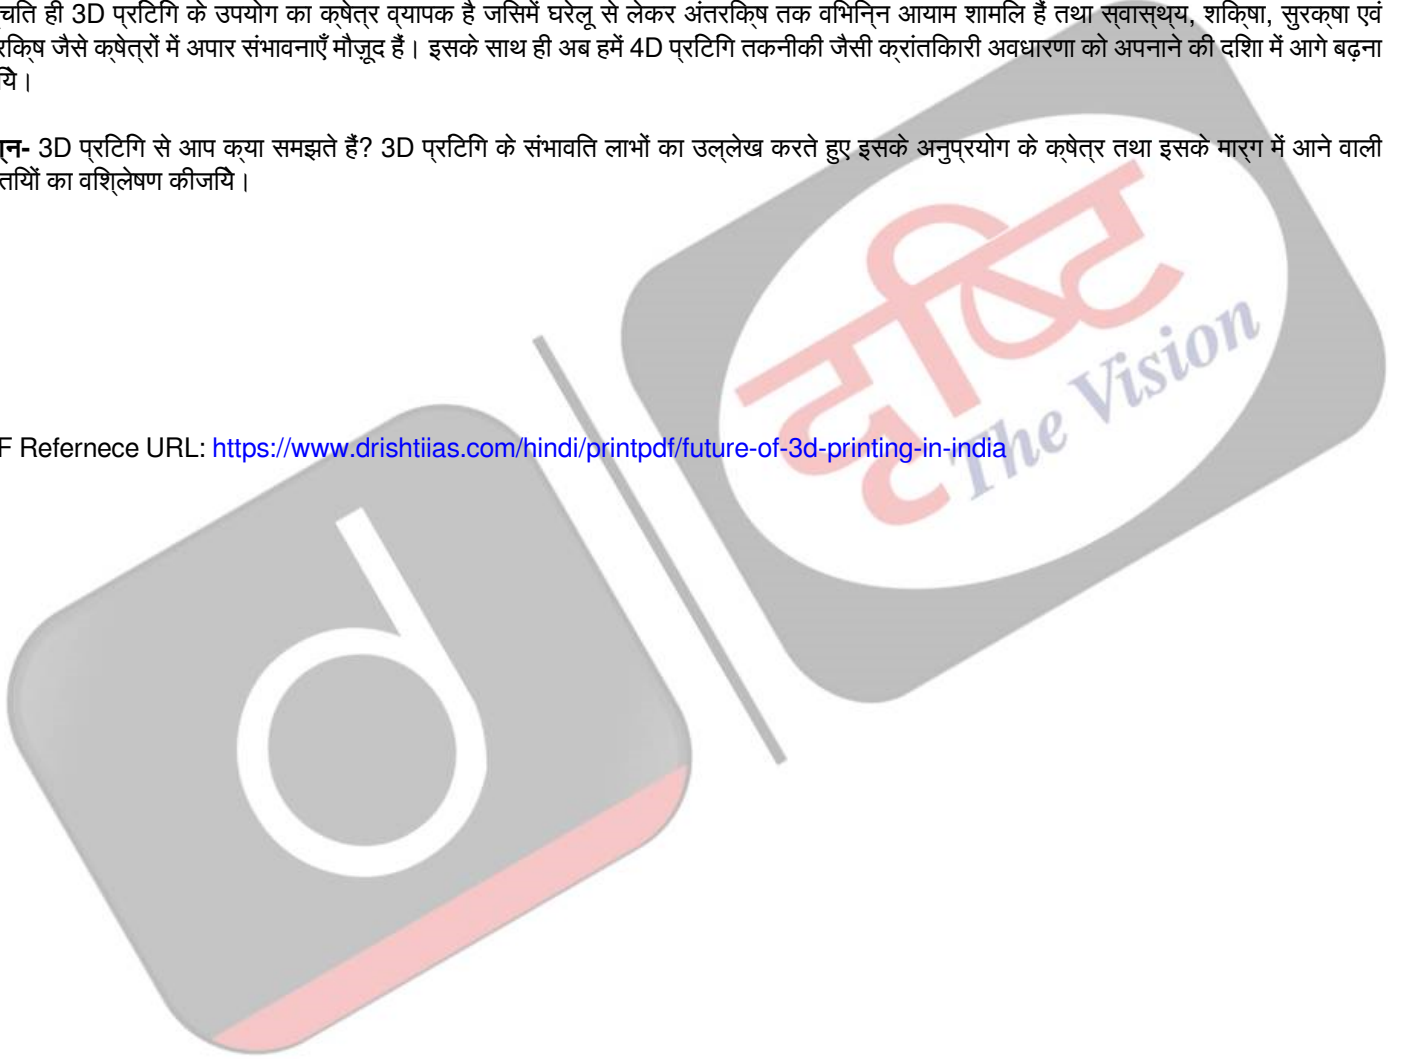 चित ही 3D प्रिंटिंग के उपयोग का क्षेत्र व्यापक है जिसमें घरेलू से लेकर अंतरिक्ष तक विभिन्न आयाम शामिल हैं तथा स्वास्थ्य, शिक्षा, सुरक्षा एवं
रिक्ष जैसे क्षेत्रों में अपार संभावनाएँ मौज़ूद हैं। इसके साथ ही अब हमें 4D प्रिंटिंग तकनीकी जैसी क्रांतिकारी अवधारणा को अपनाने की दिशा में आगे बढ़ना
ये।
न- 3D प्रिंटिंग से आप क्या समझते हैं? 3D प्रिंटिंग के संभावित लाभों का उल्लेख करते हुए इसके अनुप्रयोग के क्षेत्र तथा इसके मार्ग में आने वाली
तियों का विश्लेषण कीजिये।
दृष्टि
The Vision
F Refernece URL: https://www.drishtiias.com/hindi/printpdf/future-of-3d-printing-in-india
d